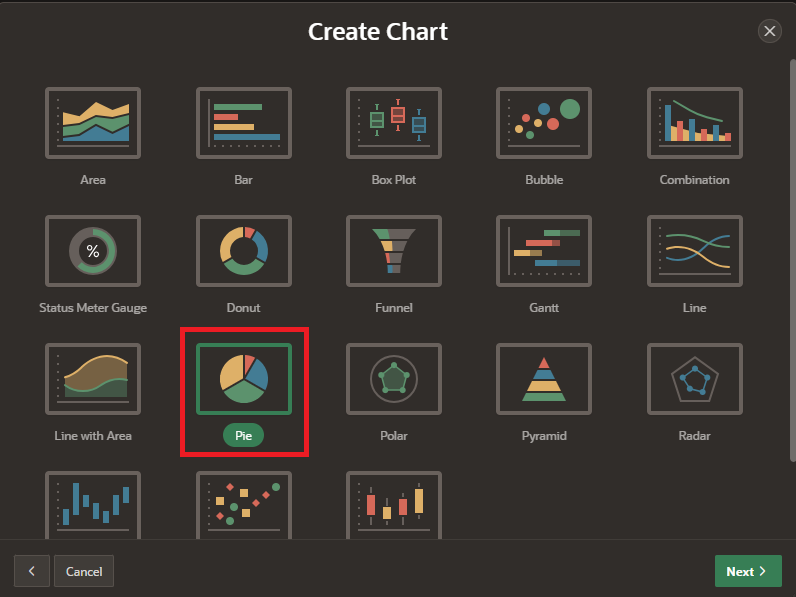 Create Chart
Area
Bar
Box Plot
Bubble
Combination
%
Status Meter Gauge
Donut
Funnel
Gantt
Line
Line with Area
Pie
Polar
Pyramid
Radar
Cancel
Next